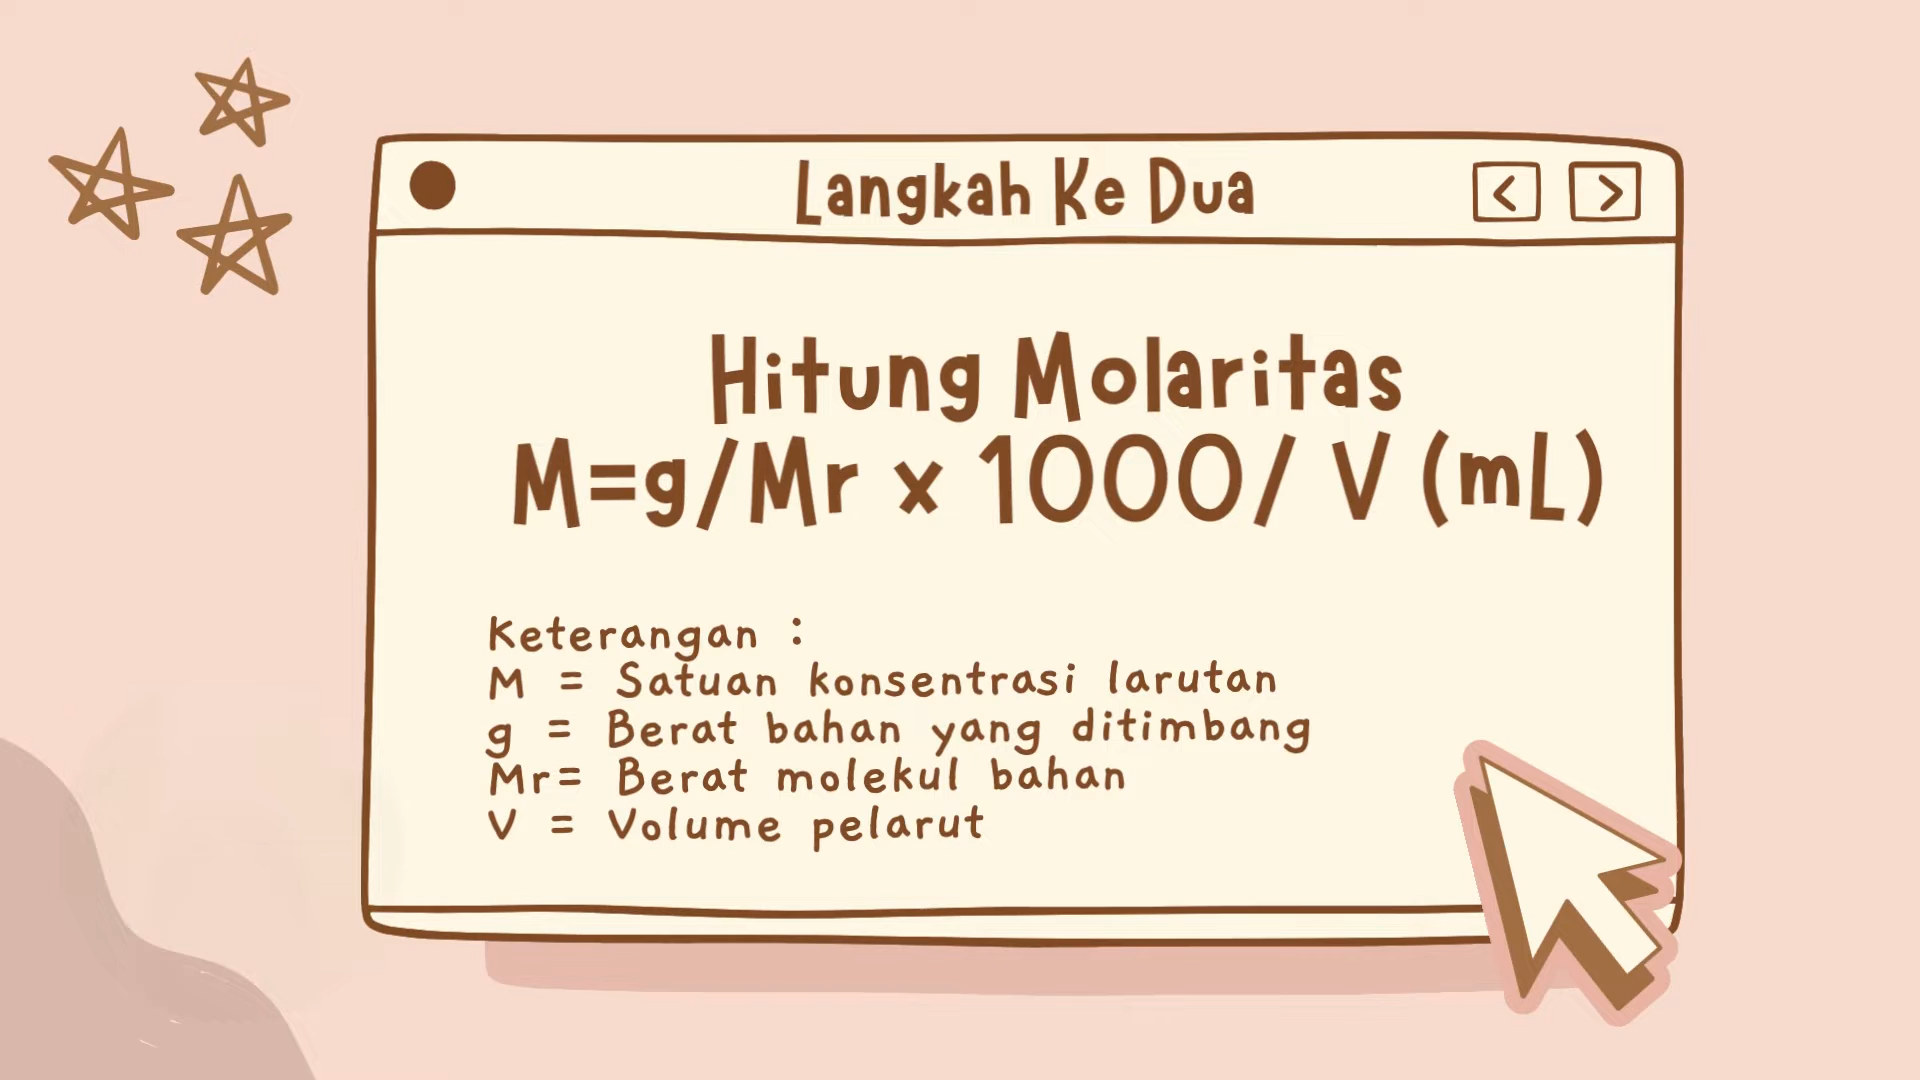 Langkah Ke Dua
Hitung Molaritas
M=g/Mr x 1000/ V (mL)
Keterangan :
M = Satuan konsentrasi larutan
g = Berat bahan yang ditimbang
Mr= Berat molekul bahan
V = Volume pelarut